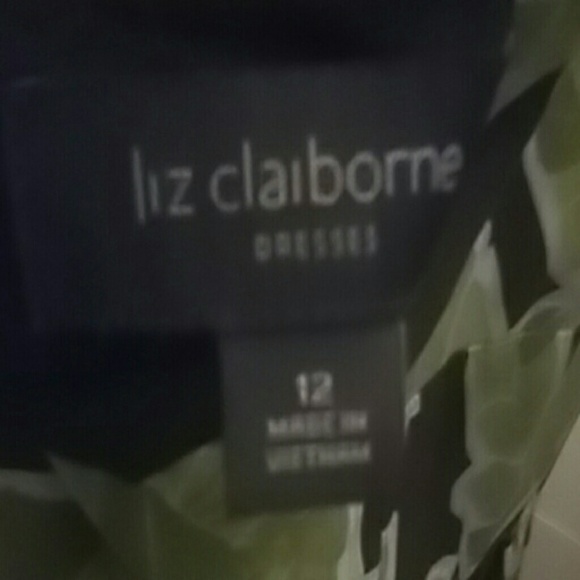 liz claiborne
DRESSES
12
MADE IN
VIETNAM